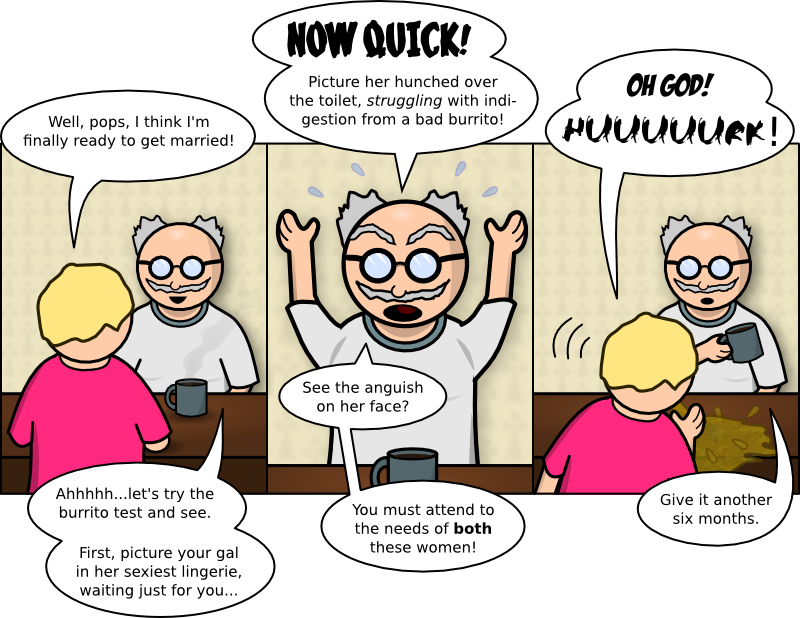 Well, pops, I think I'm
finally ready to get married!
Ahhhhh...let's try the
burrito test and see.
First, picture your gal
in her sexiest lingerie,
waiting just for you...
NOW QUICK!
Picture her hunched over
the toilet, struggling with indi-
gestion from a bad burrito!
See the anguish
on her face?
You must attend to
the needs of both
these women!
OH GOD!
HUUUUUURK!
Give it another
six months.